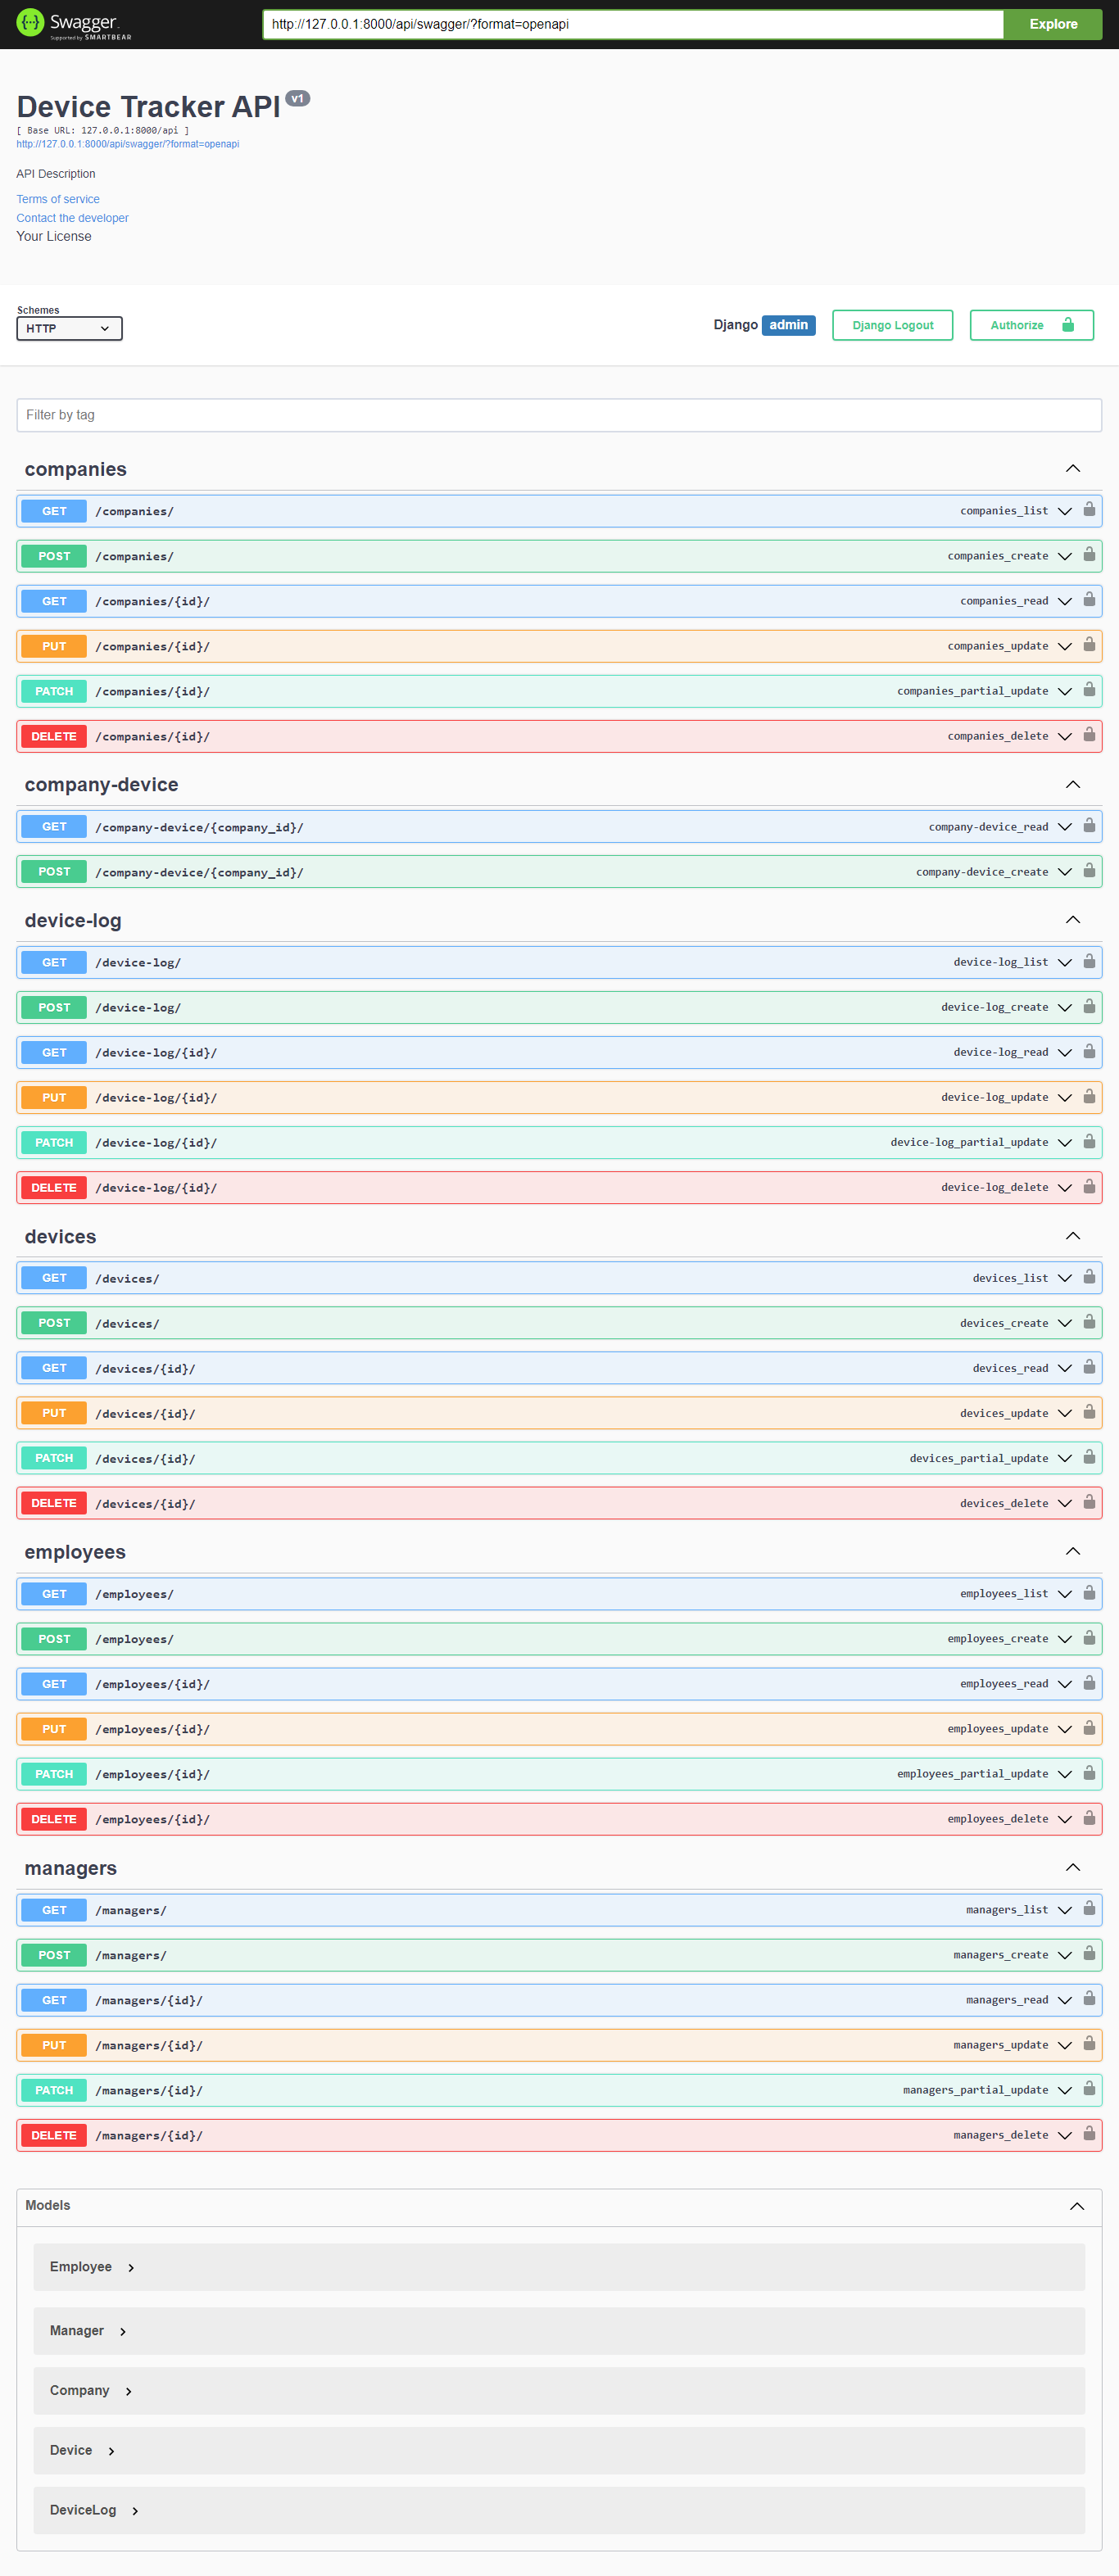 Swagger
Supported by SMARTBEAR
http://127.0.0.1:8000/api/swagger/?format=openapi
Explore
Device Tracker API v1
[ Base URL: 127.0.0.1:8000/api ]
http://127.0.0.1:8000/api/swagger/?format=openapi
API Description
Terms of service
Contact the developer
Your License
Schemes
HTTP
Django admin
Django Logout
Authorize
Filter by tag
companies
GET /companies/ companies_list
POST /companies/ companies_create
GET /companies/{id}/ companies_read
PUT /companies/{id}/ companies_update
PATCH /companies/{id}/ companies_partial_update
DELETE /companies/{id}/ companies_delete
company-device
GET /company-device/{company_id}/ company-device_read
POST /company-device/{company_id}/ company-device_create
device-log
GET /device-log/ device-log_list
POST /device-log/ device-log_create
GET /device-log/{id}/ device-log_read
PUT /device-log/{id}/ device-log_update
PATCH /device-log/{id}/ device-log_partial_update
DELETE /device-log/{id}/ device-log_delete
devices
GET /devices/ devices_list
POST /devices/ devices_create
GET /devices/{id}/ devices_read
PUT /devices/{id}/ devices_update
PATCH /devices/{id}/ devices_partial_update
DELETE /devices/{id}/ devices_delete
employees
GET /employees/ employees_list
POST /employees/ employees_create
GET /employees/{id}/ employees_read
PUT /employees/{id}/ employees_update
PATCH /employees/{id}/ employees_partial_update
DELETE /employees/{id}/ employees_delete
managers
GET /managers/ managers_list
POST /managers/ managers_create
GET /managers/{id}/ managers_read
PUT /managers/{id}/ managers_update
PATCH /managers/{id}/ managers_partial_update
DELETE /managers/{id}/ managers_delete
Models
Employee
Manager
Company
Device
DeviceLog